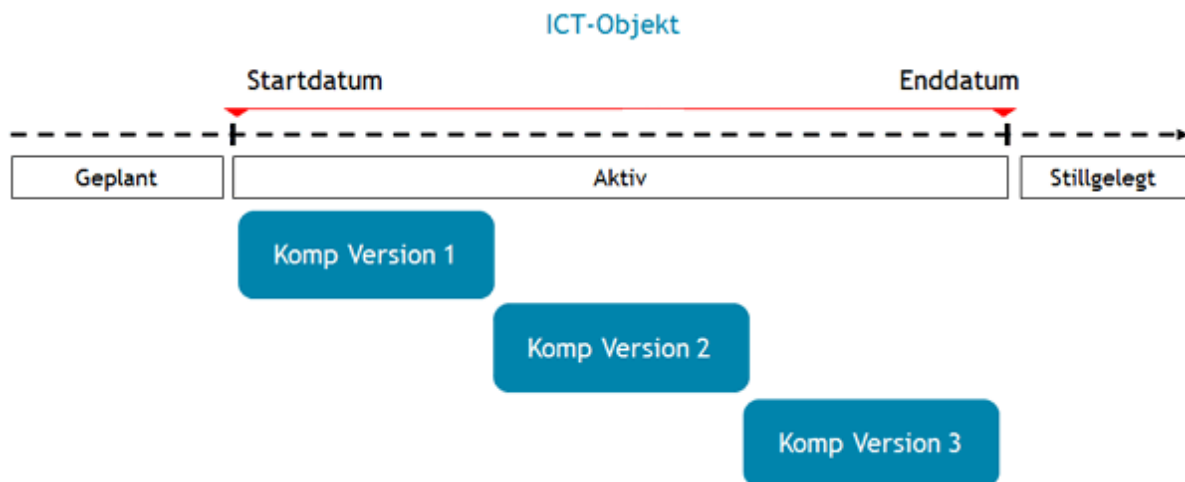 ICT-Objekt
Startdatum
Enddatum
Geplant
Aktiv
Stillgelegt
Komp Version 1
Komp Version 2
Komp Version 3